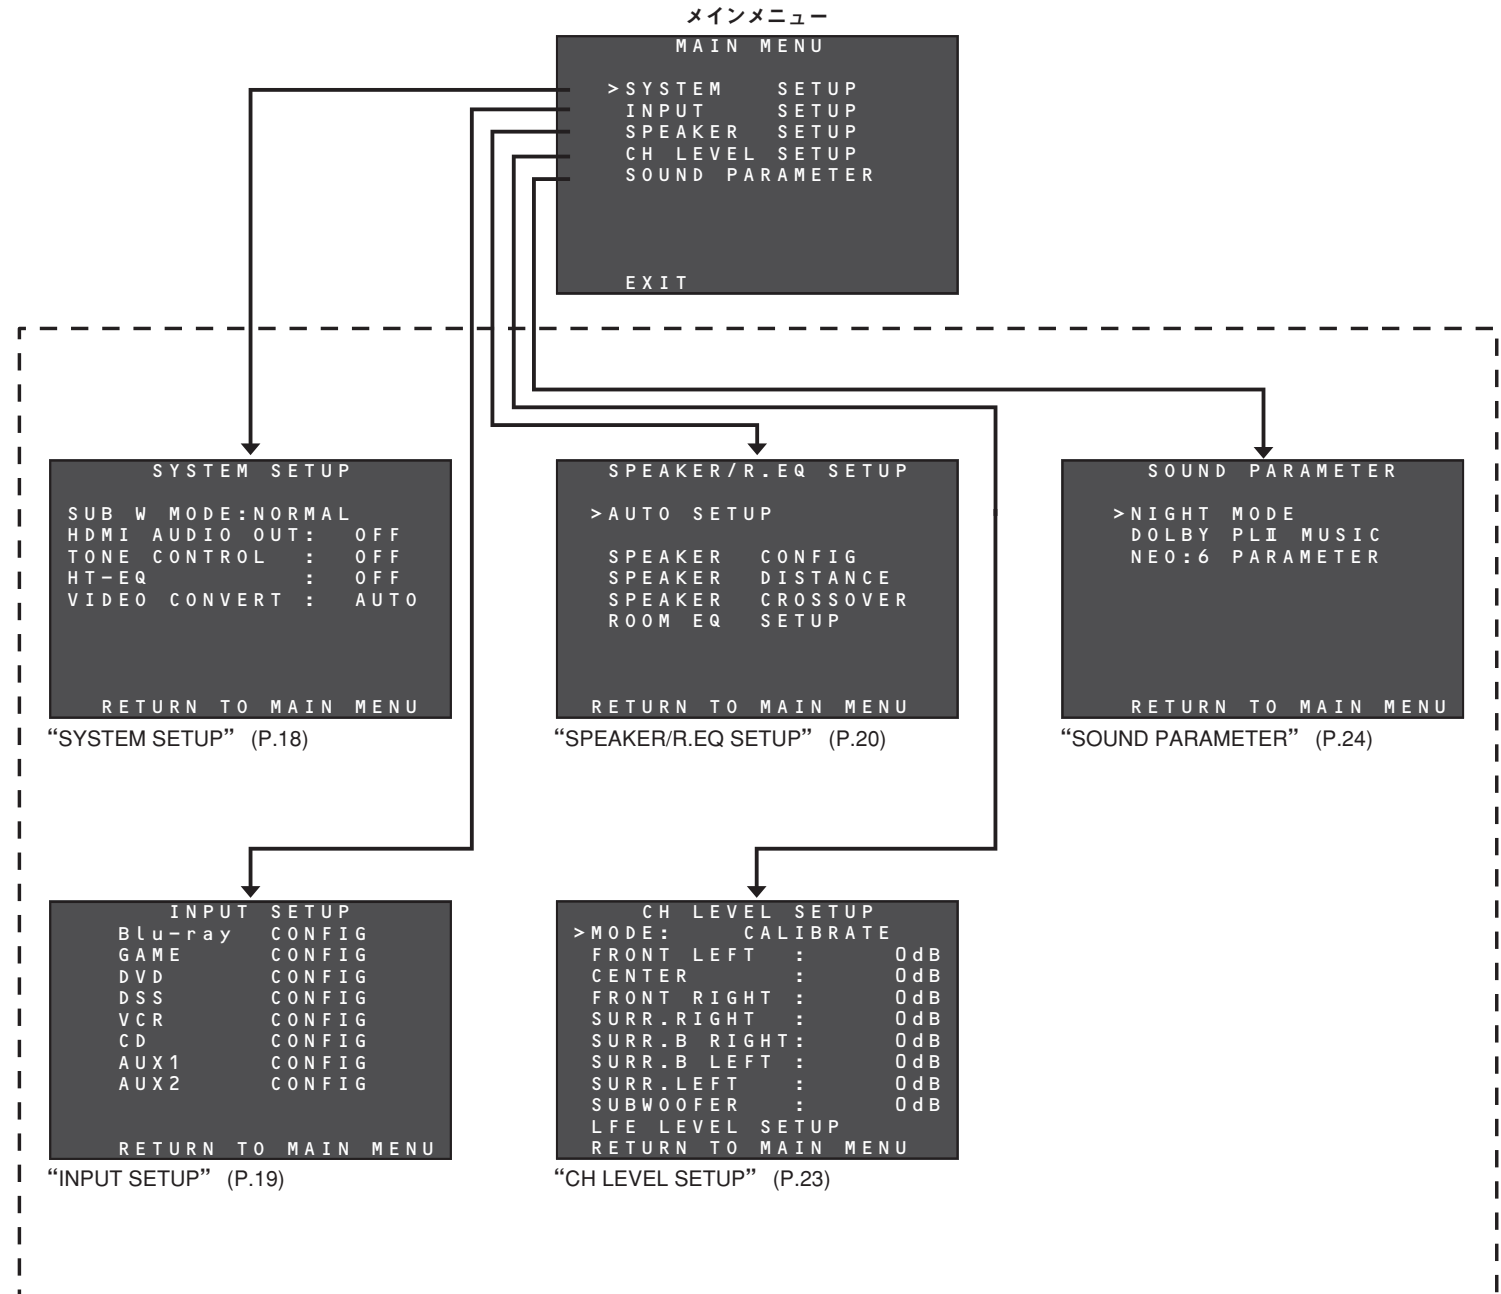 メインメニュー
MAIN MENU
>SYSTEM SETUP
INPUT SETUP
SPEAKER SETUP
CH LEVEL SETUP
SOUND PARAMETER
EXIT
SYSTEM SETUP
SUB W MODE:NORMAL
HDMI AUDIO OUT: OFF
TONE CONTROL : OFF
HT-EQ : OFF
VIDEO CONVERT : AUTO
RETURN TO MAIN MENU
“SYSTEM SETUP” (P.18)
SPEAKER/R.EQ SETUP
>AUTO SETUP
SPEAKER CONFIG
SPEAKER DISTANCE
SPEAKER CROSSOVER
ROOM EQ SETUP
RETURN TO MAIN MENU
“SPEAKER/R.EQ SETUP” (P.20)
SOUND PARAMETER
>NIGHT MODE
DOLBY PLⅡ MUSIC
NEO:6 PARAMETER
RETURN TO MAIN MENU
“SOUND PARAMETER” (P.24)
INPUT SETUP
Blu-ray CONFIG
GAME CONFIG
DVD CONFIG
DSS CONFIG
VCR CONFIG
CD CONFIG
AUX1 CONFIG
AUX2 CONFIG
RETURN TO MAIN MENU
“INPUT SETUP” (P.19)
CH LEVEL SETUP
>MODE: CALIBRATE
FRONT LEFT : 0dB
CENTER : 0dB
FRONT RIGHT : 0dB
SURR.RIGHT : 0dB
SURR.B RIGHT: 0dB
SURR.B LEFT : 0dB
SURR.LEFT : 0dB
SUBWOOFER : 0dB
LFE LEVEL SETUP
RETURN TO MAIN MENU
“CH LEVEL SETUP” (P.23)